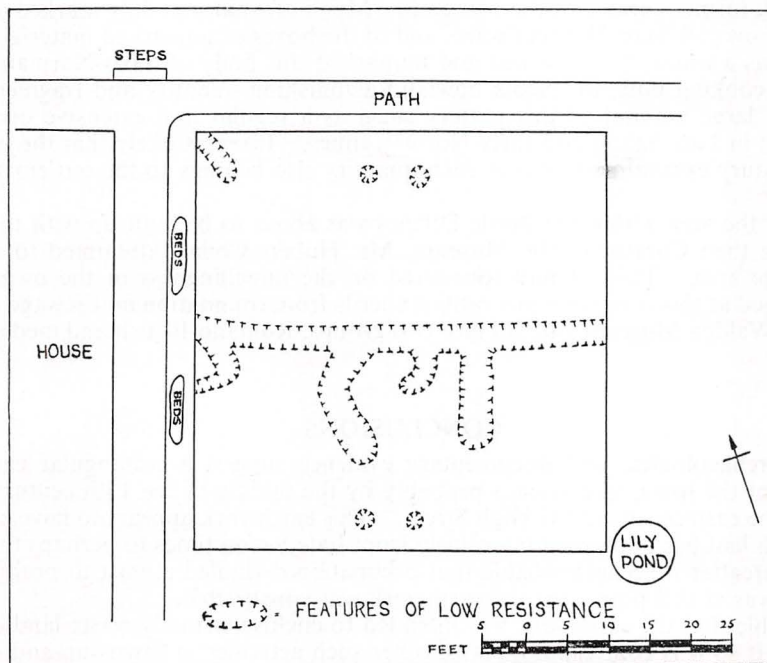 STEPS
PATH
BEDS
HOUSE
BEDS
LILY
POND
- FEATURES OF LOW RESISTANCE
5 0 5 10 15 20 25
FEET